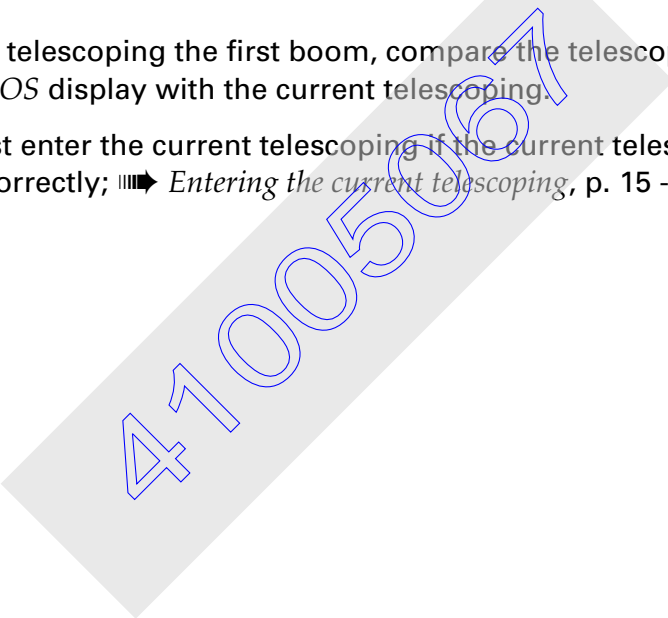 telescoping the first boom, compare the telesco
OS display with the current telescoping.
st enter the current telescoping if the current teles
orrectly; ➠ Entering the current telescoping, p. 15 -
41005067